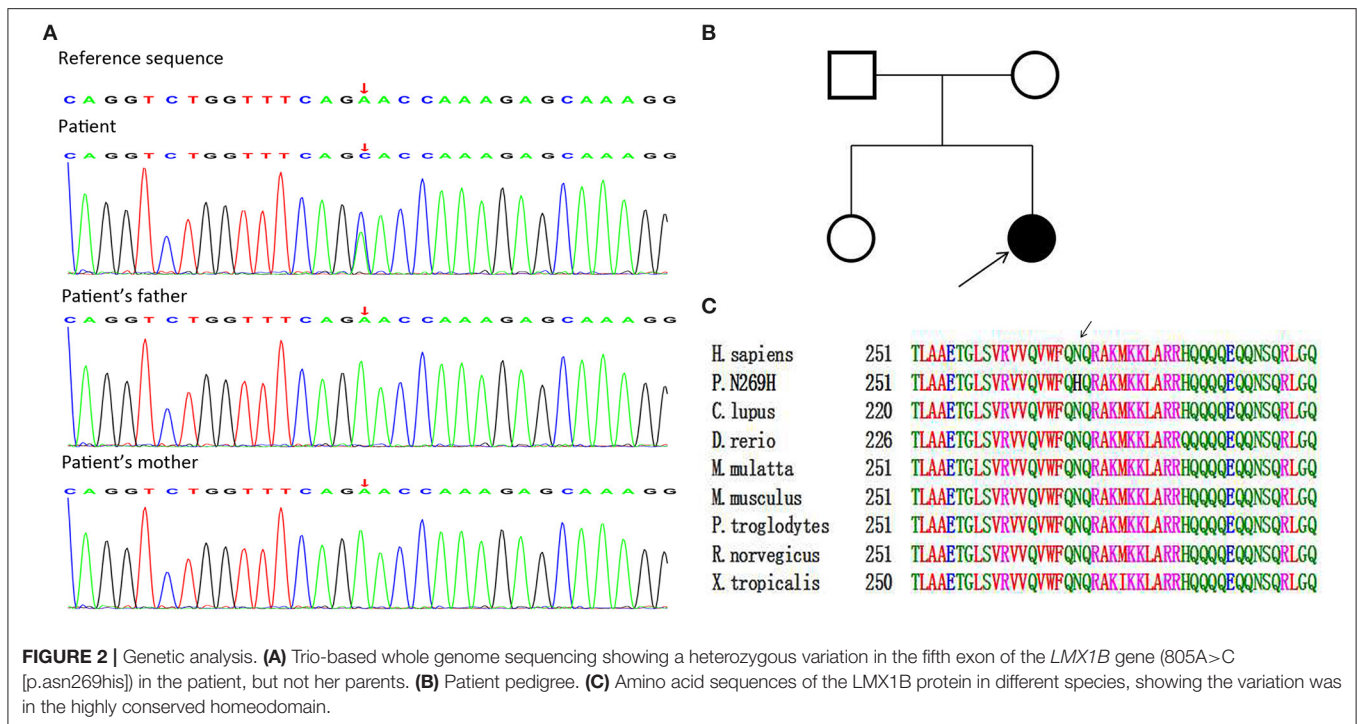 A
Reference sequence
C A G G T C T G G T T T C A G A A C C A A A G A G C A A A G G
Patient
C A G G T C T G G T T T C A G C A C C A A A G A G C A A A G G
Patient's father
C A G G T C T G G T T T C A G A A C C A A A G A G C A A A G G
Patient's mother
C A G G T C T G G T T T C A G A A C C A A A G A G C A A A G G
B
C
H. sapiens 251 TLAAETGLSVRVVQVWFQNQRAKMKKLARRHQQQQEQQNSQRLGQ
P. N269H 251 TLAAETGLSVRVVQVWFQHQRAKMKKLARRHQQQQEQQNSQRLGQ
C. lupus 220 TLAAETGLSVRVVQVWFQNQRAKMKKLARRHQQQQEQQNSQRLGQ
D. rerio 226 TLAAETGLSVRVVQVWFQNQRAKMKKLARRQQQQQEQQNSQRLGQ
M. mulatta 251 TLAAETGLSVRVVQVWFQNQRAKMKKLARRHQQQQEQQNSQRLGQ
M. musculus 251 TLAAETGLSVRVVQVWFQNQRAKMKKLARRHQQQQEQQNSQRLGQ
P. troglodytes 251 TLAAETGLSVRVVQVWFQNQRAKMKKLARRHQQQQEQQNSQRLGQ
R. norvegicus 251 TLAAETGLSVRVVQVWFQNQRAKMKKLARRHQQQQEQQNSQRLGQ
X. tropicalis 250 TLAAETGLSVRVVQVWFQNQRAKIKKLARRHQQQQEQQNSQRLGQ
FIGURE 2 | Genetic analysis. (A) Trio-based whole genome sequencing showing a heterozygous variation in the fifth exon of the LMX1B gene (805A>C
[p.asn269his]) in the patient, but not her parents. (B) Patient pedigree. (C) Amino acid sequences of the LMX1B protein in different species, showing the variation was
in the highly conserved homeodomain.